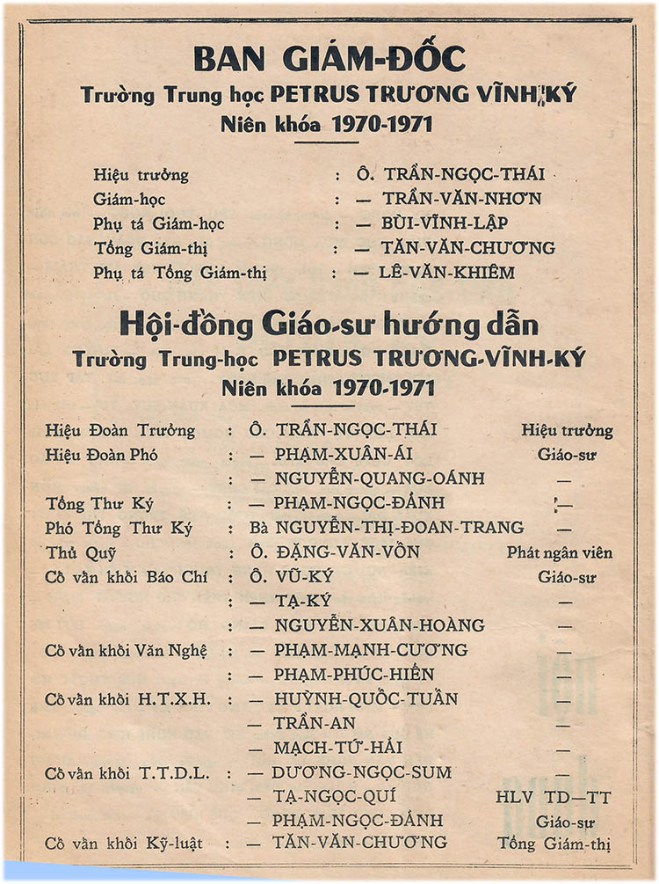 BAN GIÁM-ĐỐC
Trường Trung học PETRUS TRƯƠNG VĨNH KÝ
Niên khóa 1970-1971
Hiệu trưởng : Ô. TRẦN-NGỌC-THÁI
Giám-học : — TRẦN-VĂN-NHƠN
Phụ tá Giám-học : — BÙI-VĨNH-LẬP
Tổng Giám-thị : — TĂN-VĂN-CHƯƠNG
Phụ tá Tổng Giám-thị : — LÊ-VĂN-KHIÊM
Hội-đồng Giáo-sư hướng dẫn
Trường Trung-học PETRUS TRƯƠNG-VĨNH-KÝ
Niên khóa 1970-1971
Hiệu Đoàn Trưởng : Ô. TRẦN-NGỌC-THÁI Hiệu trưởng
Hiệu Đoàn Phó : — PHẠM-XUÂN-ÁI Giáo-sư
: — NGUYỄN-QUANG-OÁNH —
Tổng Thư Ký : — PHẠM-NGỌC-ĐẢNH —
Phó Tổng Thư Ký : Bà NGUYỄN-THỊ-ĐOAN-TRANG —
Thủ Quỹ : Ô. ĐẶNG-VĂN-VỒN Phát ngân viên
Cố vấn khối Báo Chí : Ô. VŨ-KÝ Giáo-sư
: — TẠ-KÝ —
: — NGUYỄN-XUÂN-HOÀNG —
Cố vấn khối Văn Nghệ : — PHẠM-MẠNH-CƯƠNG —
: — PHẠM-PHÚC-HIỂN —
Cố vấn khối H.T.X.H. : — HUỲNH-QUỐC-TUẤN —
— TRẦN-AN —
— MẠCH-TỨ-HẢI —
Cố vấn khối T.T.D.L. : — DƯƠNG-NGỌC-SUM —
— TẠ-NGỌC-QUÍ HLV TD—TT
— PHẠM-NGỌC-ĐẢNH Giáo-sư
Cố vấn khối Kỹ-luật : — TĂN-VĂN-CHƯƠNG Tổng Giám-thị